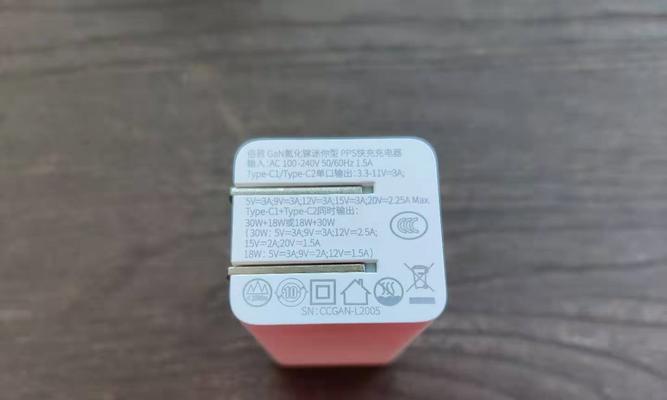 倍思 GaN氮化镓迷你型 PPS快充充电器
输入:AC 100-240V 50/60Hz 1.5A
Type-C1/Type-C2单口输出:3.3-11V=3A;
5V=3A;9V=3A;12V=3A;15V=3A;20V=2.25A Max.
Type-C1+Type-C2同时输出:
30W+18W或18W+30W
(30W: 5V=3A;9V=3A;12V=2.5A;
15V=2A;20V=1.5A
18W: 5V=3A;9V=2A;12V=1.5A)
10
SN:CCGAN-L2005